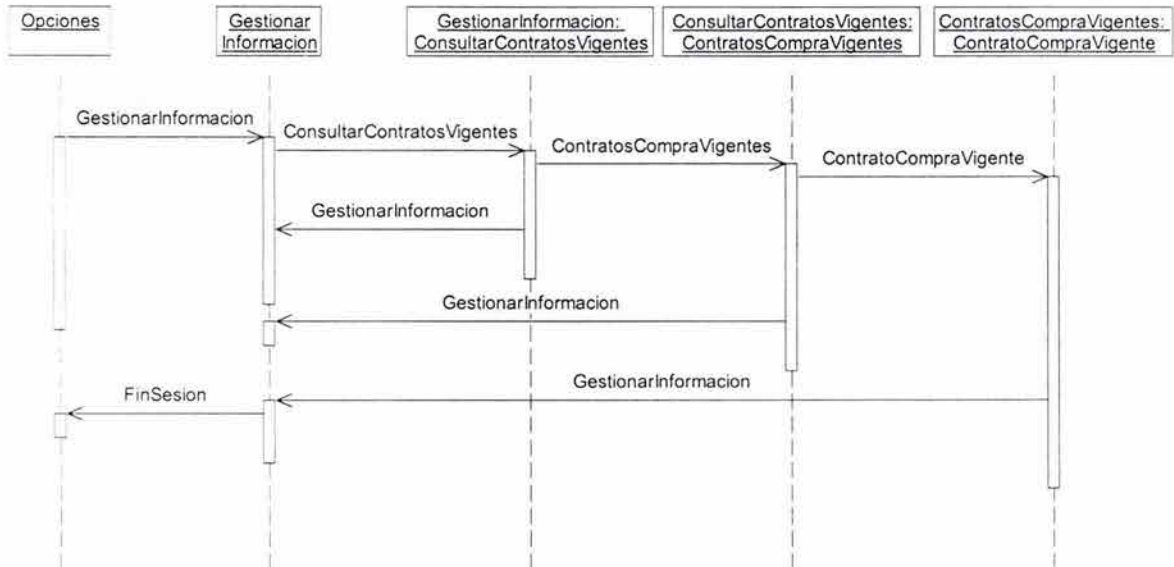 Opciones
Gestionar
Informacion
GestionarInformacion:
ConsultarContratosVigentes
ConsultarContratosVigentes:
ContratosCompraVigentes
ContratosCompraVigentes:
ContratoCompraVigente
GestionarInformacion
ConsultarContratosVigentes
ContratosCompraVigentes
ContratoCompraVigente
GestionarInformacion
GestionarInformacion
GestionarInformacion
FinSesion